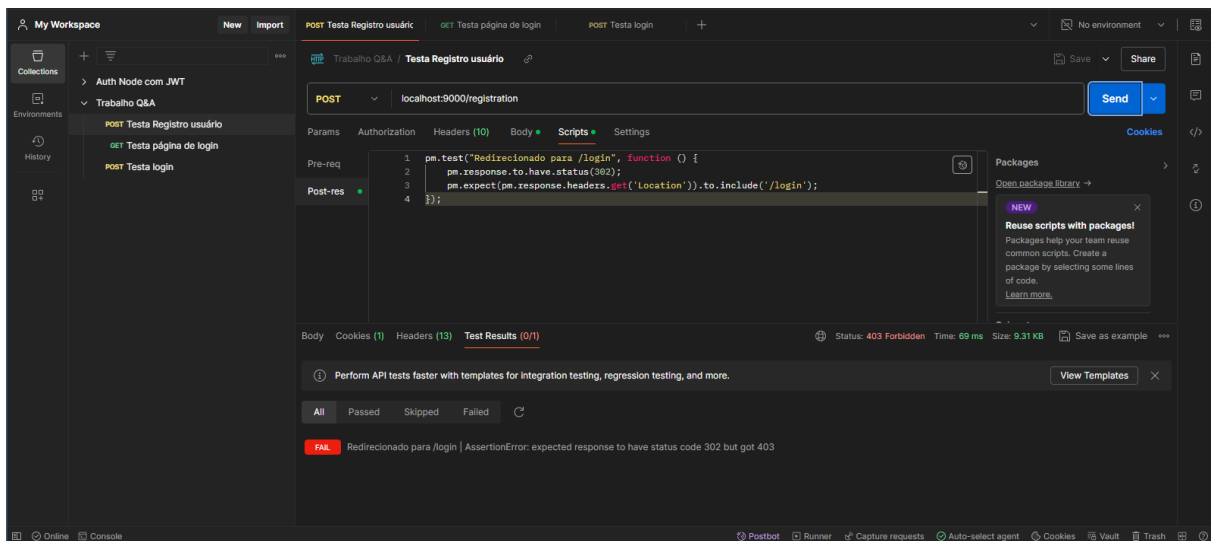 My Workspace
New Import
POST Testa Registro usuáric
GET Testa página de login
POST Testa login
No environment
Collections
Environments
History
Auth Node com JWT
Trabalho Q&A
POST Testa Registro usuário
GET Testa página de login
POST Testa login
HTTP Trabalho Q&A / Testa Registro usuário
Save Share
POST localhost:9000/registration
Send
Params Authorization Headers (10) Body Scripts Settings
Cookies
Pre-req
Post-res
1 pm.test("Redirecionado para /login", function () {
2 pm.response.to.have.status(302);
3 pm.expect(pm.response.headers.get('Location')).to.include('/login');
4 });
Packages
Open package library →
NEW
Reuse scripts with packages!
Packages help your team reuse
common scripts. Create a
package by selecting some lines
of code.
Learn more.
Body Cookies (1) Headers (13) Test Results (0/1)
Status: 403 Forbidden Time: 69 ms Size: 9.31 KB Save as example
Perform API tests faster with templates for integration testing, regression testing, and more.
View Templates
All Passed Skipped Failed
FAIL Redirecionado para /login | AssertionError: expected response to have status code 302 but got 403
Online Console
Postbot Runner Capture requests Auto-select agent Cookies Vault Trash